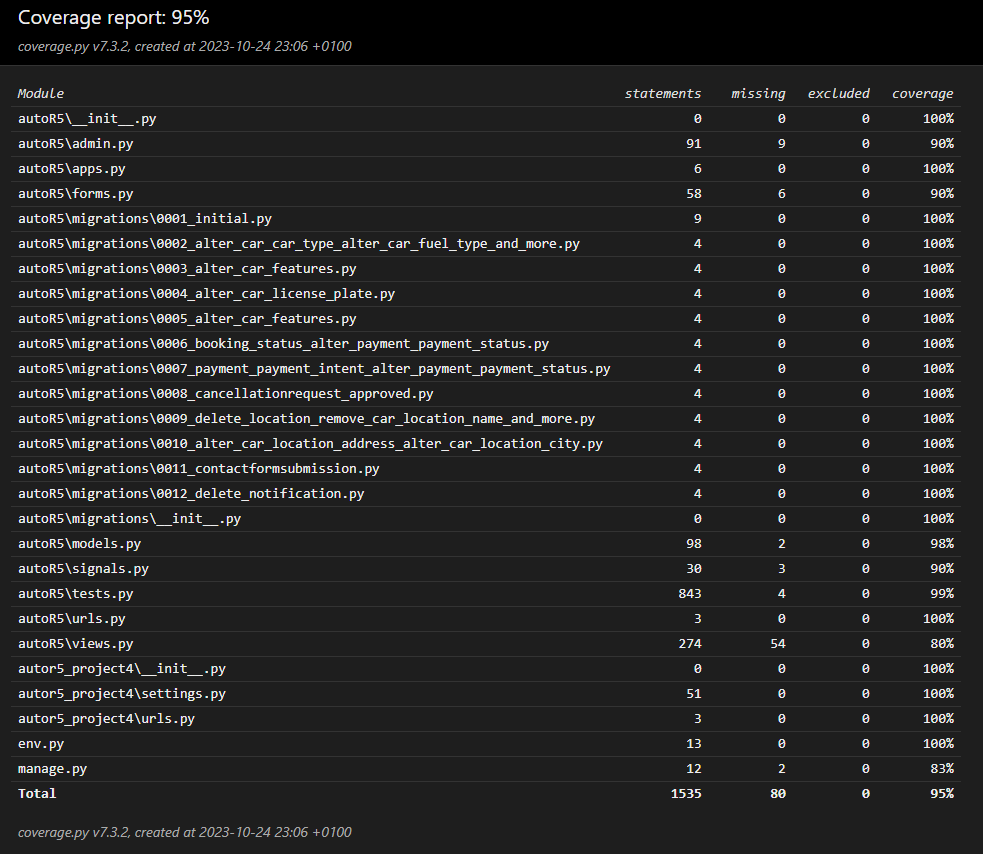 Coverage report: 95%
coverage.py v7.3.2, created at 2023-10-24 23:06 +0100
Module statements missing excluded coverage
autoR5\__init__.py 0 0 0 100%
autoR5\admin.py 91 9 0 90%
autoR5\apps.py 6 0 0 100%
autoR5\forms.py 58 6 0 90%
autoR5\migrations\0001_initial.py 9 0 0 100%
autoR5\migrations\0002_alter_car_car_type_alter_car_fuel_type_and_more.py 4 0 0 100%
autoR5\migrations\0003_alter_car_features.py 4 0 0 100%
autoR5\migrations\0004_alter_car_license_plate.py 4 0 0 100%
autoR5\migrations\0005_alter_car_features.py 4 0 0 100%
autoR5\migrations\0006_booking_status_alter_payment_payment_status.py 4 0 0 100%
autoR5\migrations\0007_payment_payment_intent_alter_payment_payment_status.py 4 0 0 100%
autoR5\migrations\0008_cancellationrequest_approved.py 4 0 0 100%
autoR5\migrations\0009_delete_location_remove_car_location_name_and_more.py 4 0 0 100%
autoR5\migrations\0010_alter_car_location_address_alter_car_location_city.py 4 0 0 100%
autoR5\migrations\0011_contactformsubmission.py 4 0 0 100%
autoR5\migrations\0012_delete_notification.py 4 0 0 100%
autoR5\migrations\__init__.py 0 0 0 100%
autoR5\models.py 98 2 0 98%
autoR5\signals.py 30 3 0 90%
autoR5\tests.py 843 4 0 99%
autoR5\urls.py 3 0 0 100%
autoR5\views.py 274 54 0 80%
autor5_project4\__init__.py 0 0 0 100%
autor5_project4\settings.py 51 0 0 100%
autor5_project4\urls.py 3 0 0 100%
env.py 13 0 0 100%
manage.py 12 2 0 83%
Total 1535 80 0 95%
coverage.py v7.3.2, created at 2023-10-24 23:06 +0100